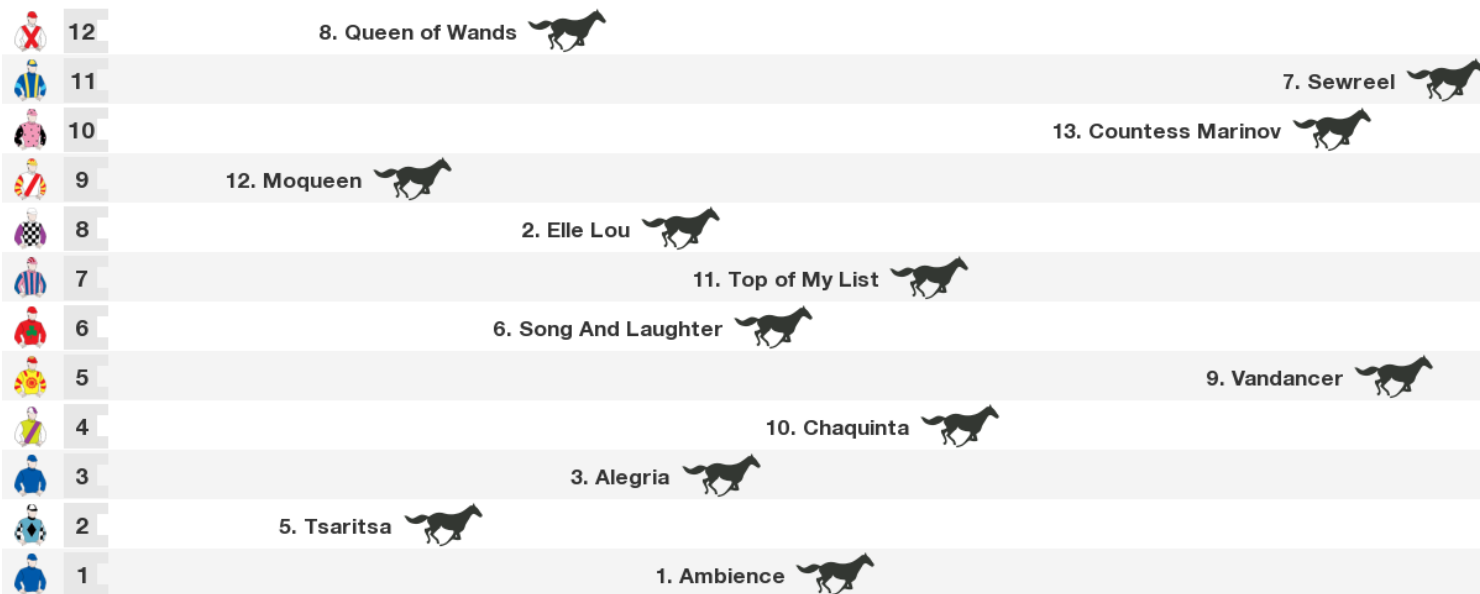 12 8. Queen of Wands
11 7. Sewreel
10 13. Countess Marinov
9 12. Moqueen
8 2. Elle Lou
7 11. Top of My List
6 6. Song And Laughter
5 9. Vandancer
4 10. Chaquinta
3 3. Alegria
2 5. Tsaritsa
1 1. Ambience